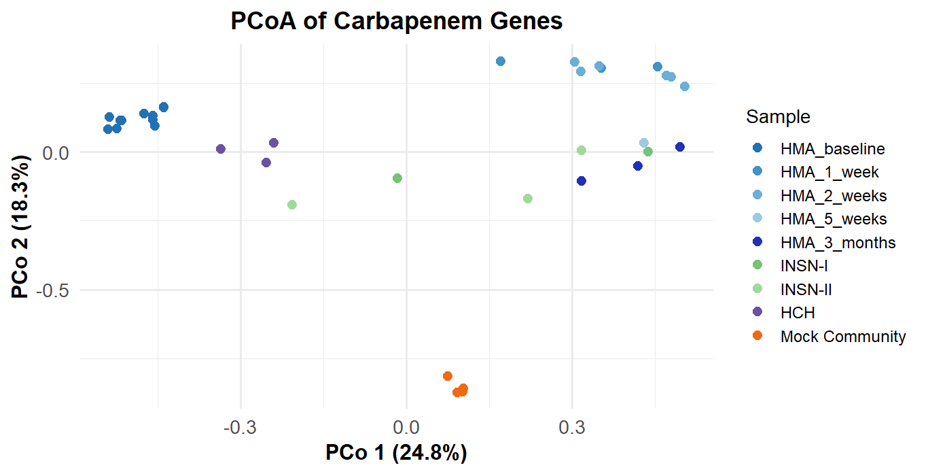 PCoA of Carbapenem Genes
PCo 2 (18.3%)
0.0
-0.5
-0.3
0.0
0.3
PCo 1 (24.8%)
Sample
HMA_baseline
HMA_1_week
HMA_2_weeks
HMA_5_weeks
HMA_3_months
INSN-I
INSN-II
HCH
Mock Community